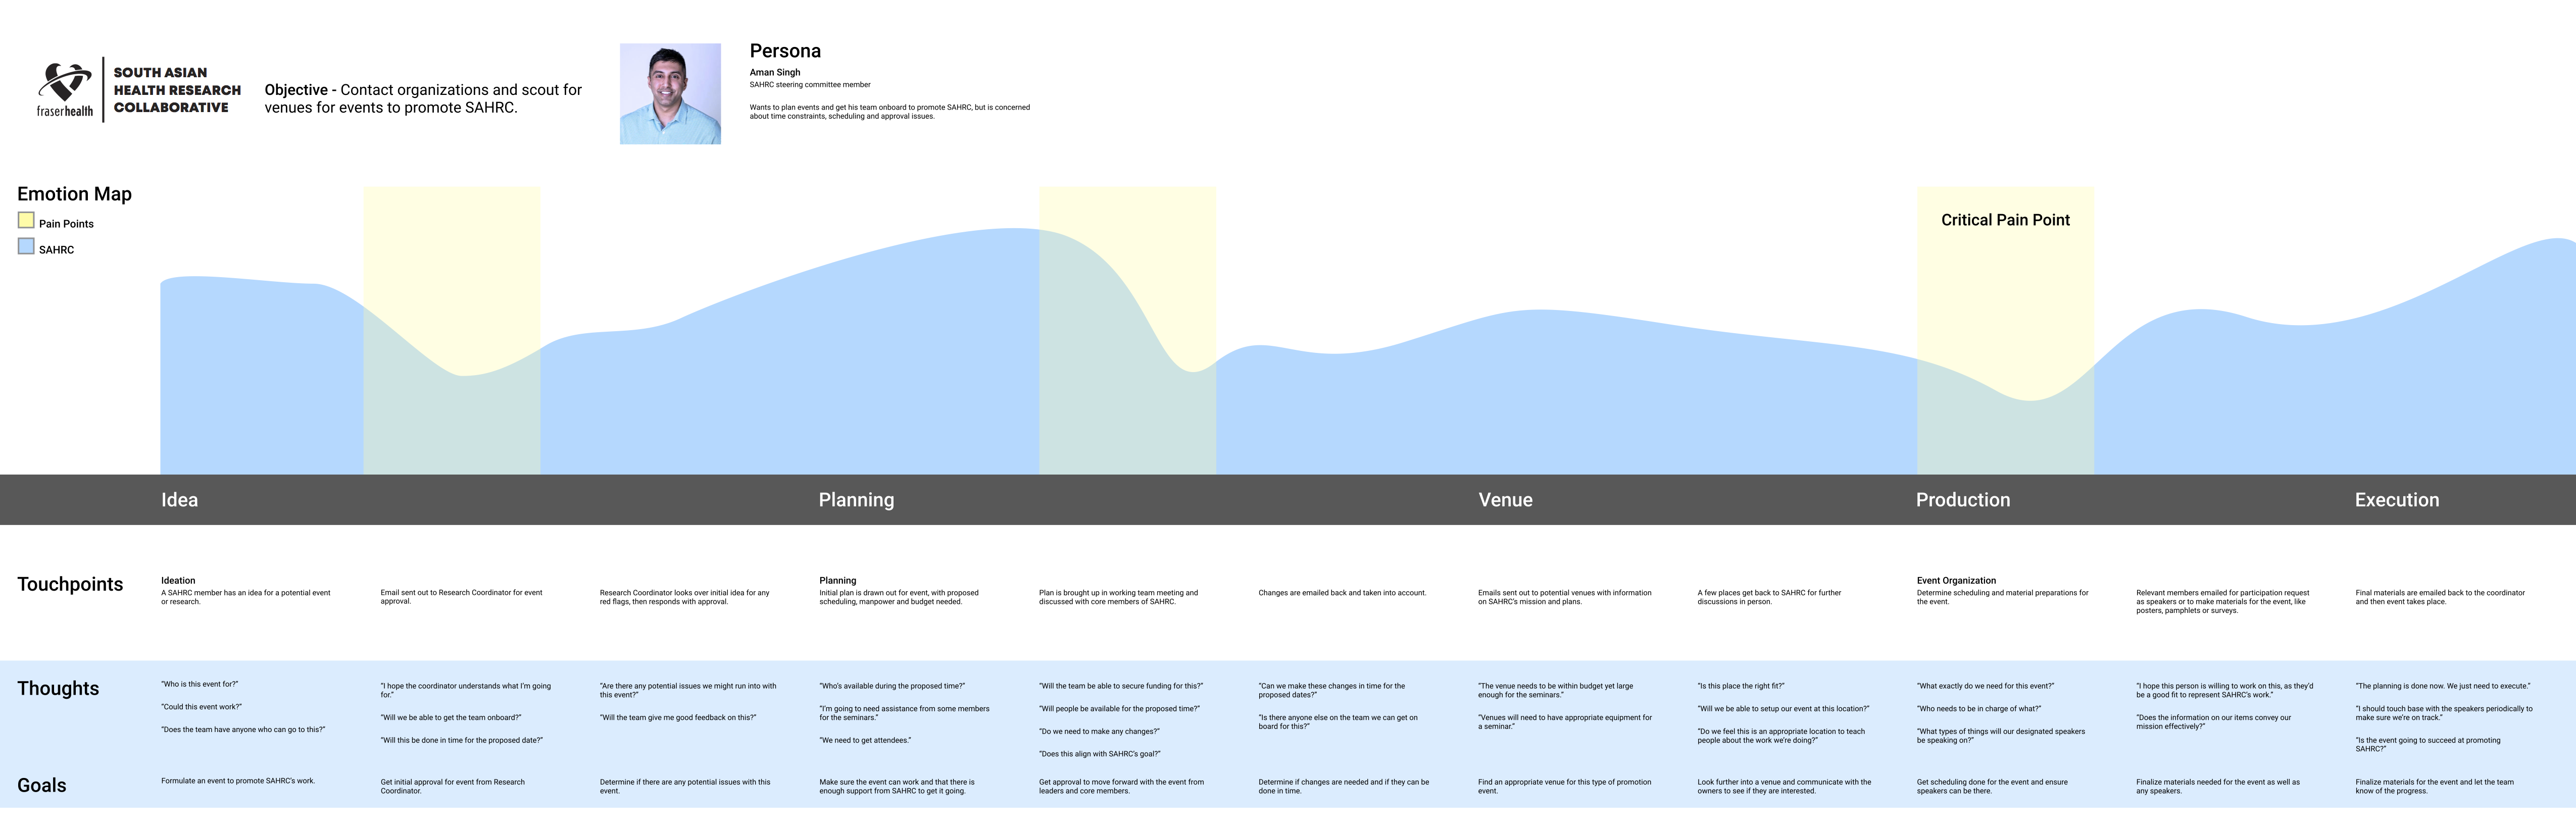 fraserhealth
SOUTH ASIAN
HEALTH RESEARCH
COLLABORATIVE
Objective - Contact organizations and scout for
venues for events to promote SAHRC.
Persona
Aman Singh
SAHRC steering committee member
Wants to plan events and get his team onboard to promote SAHRC, but is concerned
about time constraints, scheduling and approval issues.
Emotion Map
Pain Points
SAHRC
Critical Pain Point
Idea
Planning
Venue
Production
Execution
Touchpoints
Ideation
A SAHRC member has an idea for a potential event
or research.
Email sent out to Research Coordinator for event
approval.
Research Coordinator looks over initial idea for any
red flags, then responds with approval.
Planning
Initial plan is drawn out for event, with proposed
scheduling, manpower and budget needed.
Plan is brought up in working team meeting and
discussed with core members of SAHRC.
Changes are emailed back and taken into account.
Emails sent out to potential venues with information
on SAHRC's mission and plans.
A few places get back to SAHRC for further
discussions in person.
Event Organization
Determine scheduling and material preparations for
the event.
Relevant members emailed for participation request
as speakers or to make materials for the event, like
posters, pamphlets or surveys.
Final materials are emailed back to the coordinator
and then event takes place.
Thoughts
“Who is this event for?”
“Could this event work?”
“Does the team have anyone who can go to this?”
“I hope the coordinator understands what I'm going
for.”
“Will we be able to get the team onboard?”
“Will this be done in time for the proposed date?”
“Are there any potential issues we might run into with
this event?”
“Will the team give me good feedback on this?”
“Who's available during the proposed time?”
“I'm going to need assistance from some members
for the seminars.”
“We need to get attendees.”
“Will the team be able to secure funding for this?”
“Will people be available for the proposed time?”
“Do we need to make any changes?”
“Does this align with SAHRC's goal?”
“Can we make these changes in time for the
proposed dates?”
“Is there anyone else on the team we can get on
board for this?”
“The venue needs to be within budget yet large
enough for the seminars.”
“Venues will need to have appropriate equipment for
a seminar.”
“Is this place the right fit?”
“Will we be able to setup our event at this location?”
“Do we feel this is an appropriate location to teach
people about the work we're doing?”
“What exactly do we need for this event?”
“Who needs to be in charge of what?”
“What types of things will our designated speakers
be speaking on?”
“I hope this person is willing to work on this, as they'd
be a good fit to represent SAHRC's work.”
“Does the information on our items convey our
mission effectively?”
“The planning is done now. We just need to execute.”
“I should touch base with the speakers periodically to
make sure we're on track.”
“Is the event going to succeed at promoting
SAHRC?”
Goals
Formulate an event to promote SAHRC's work.
Get initial approval for event from Research
Coordinator.
Determine if there are any potential issues with this
event.
Make sure the event can work and that there is
enough support from SAHRC to get it going.
Get approval to move forward with the event from
leaders and core members.
Determine if changes are needed and if they can be
done in time.
Find an appropriate venue for this type of promotion
event.
Look further into a venue and communicate with the
owners to see if they are interested.
Get scheduling done for the event and ensure
speakers can be there.
Finalize materials needed for the event as well as
any speakers.
Finalize materials for the event and let the team
know of the progress.